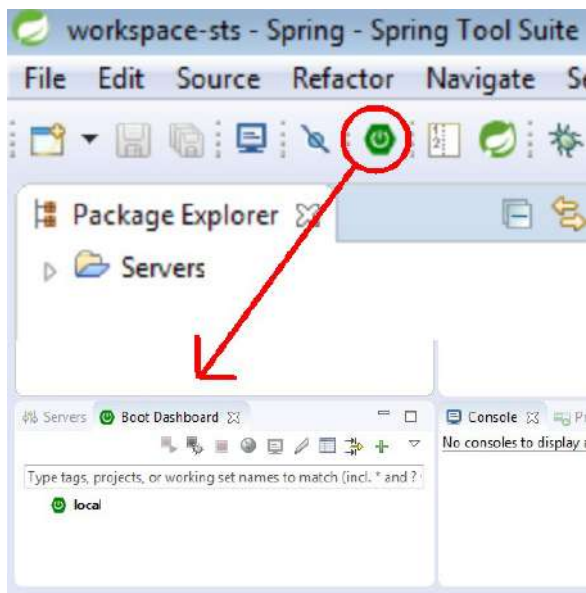 workspace-sts - Spring - Spring Tool Suite
File Edit Source Refactor Navigate
Package Explorer
Servers
Servers Boot Dashboard Console
No consoles to display
Type tags, projects, or working set names to match (incl. * and ?
local